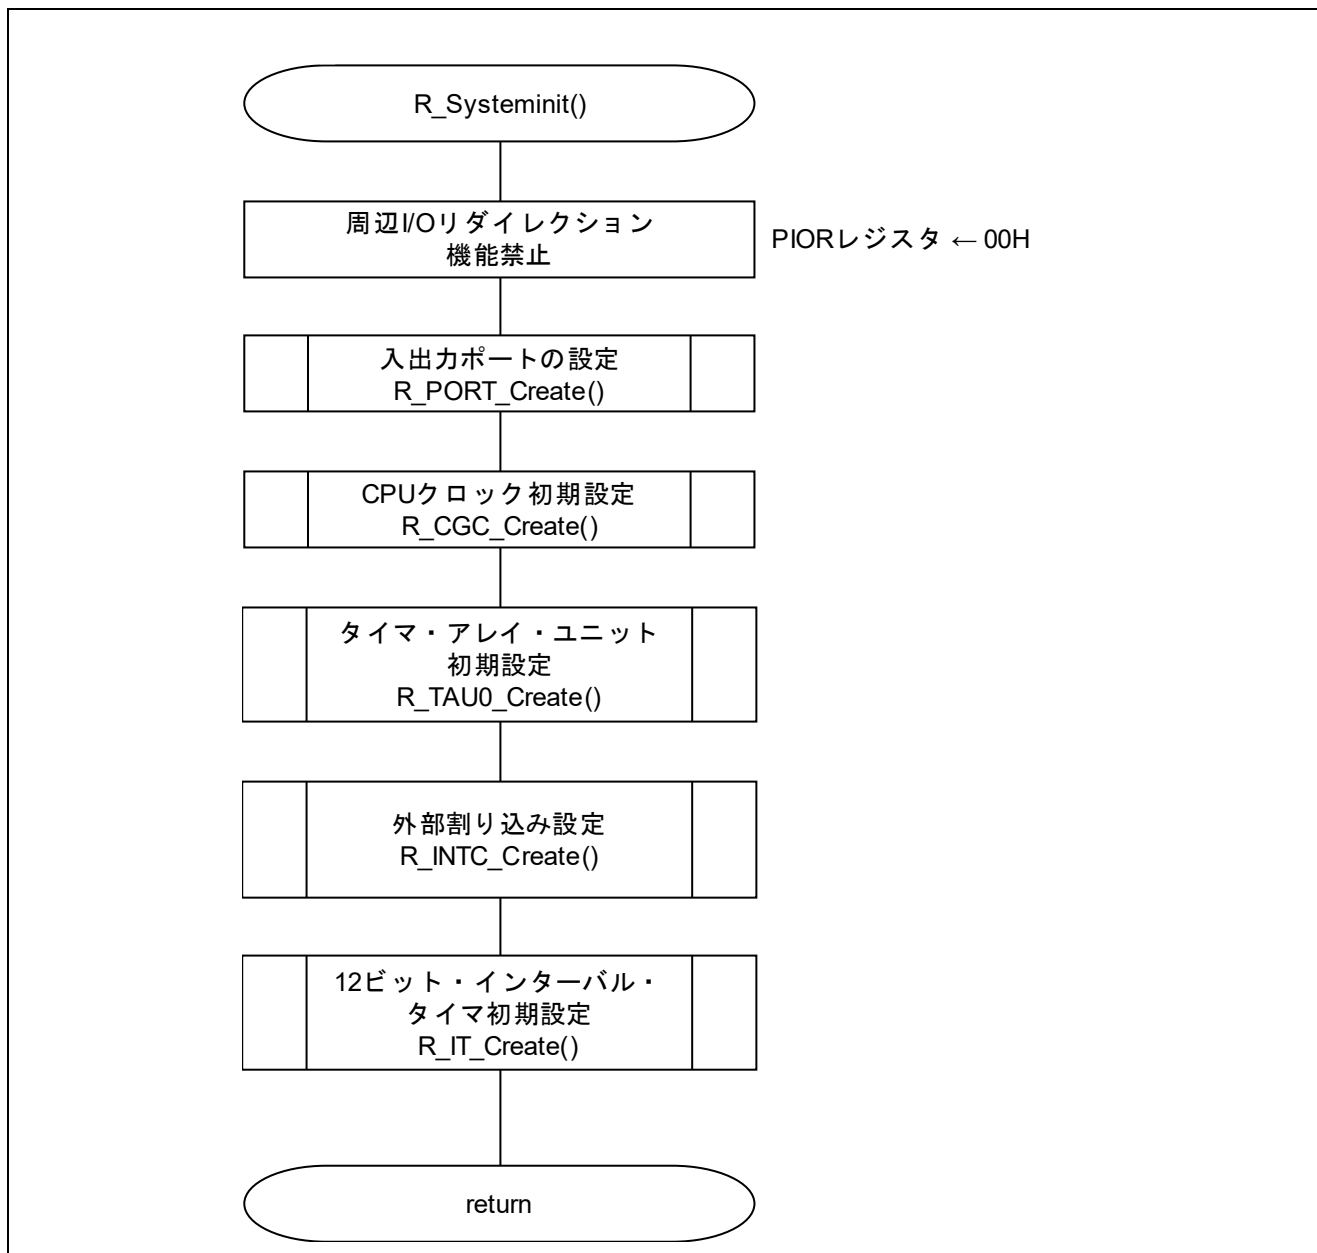 R_Systeminit()
周辺I/Oリダイレクション
機能禁止
PIORレジスタ ← 00H
入出力ポートの設定
R_PORT_Create()
CPUクロック初期設定
R_CGC_Create()
タイマ・アレイ・ユニット
初期設定
R_TAU0_Create()
外部割り込み設定
R_INTC_Create()
12ビット・インターバル・
タイマ初期設定
R_IT_Create()
return